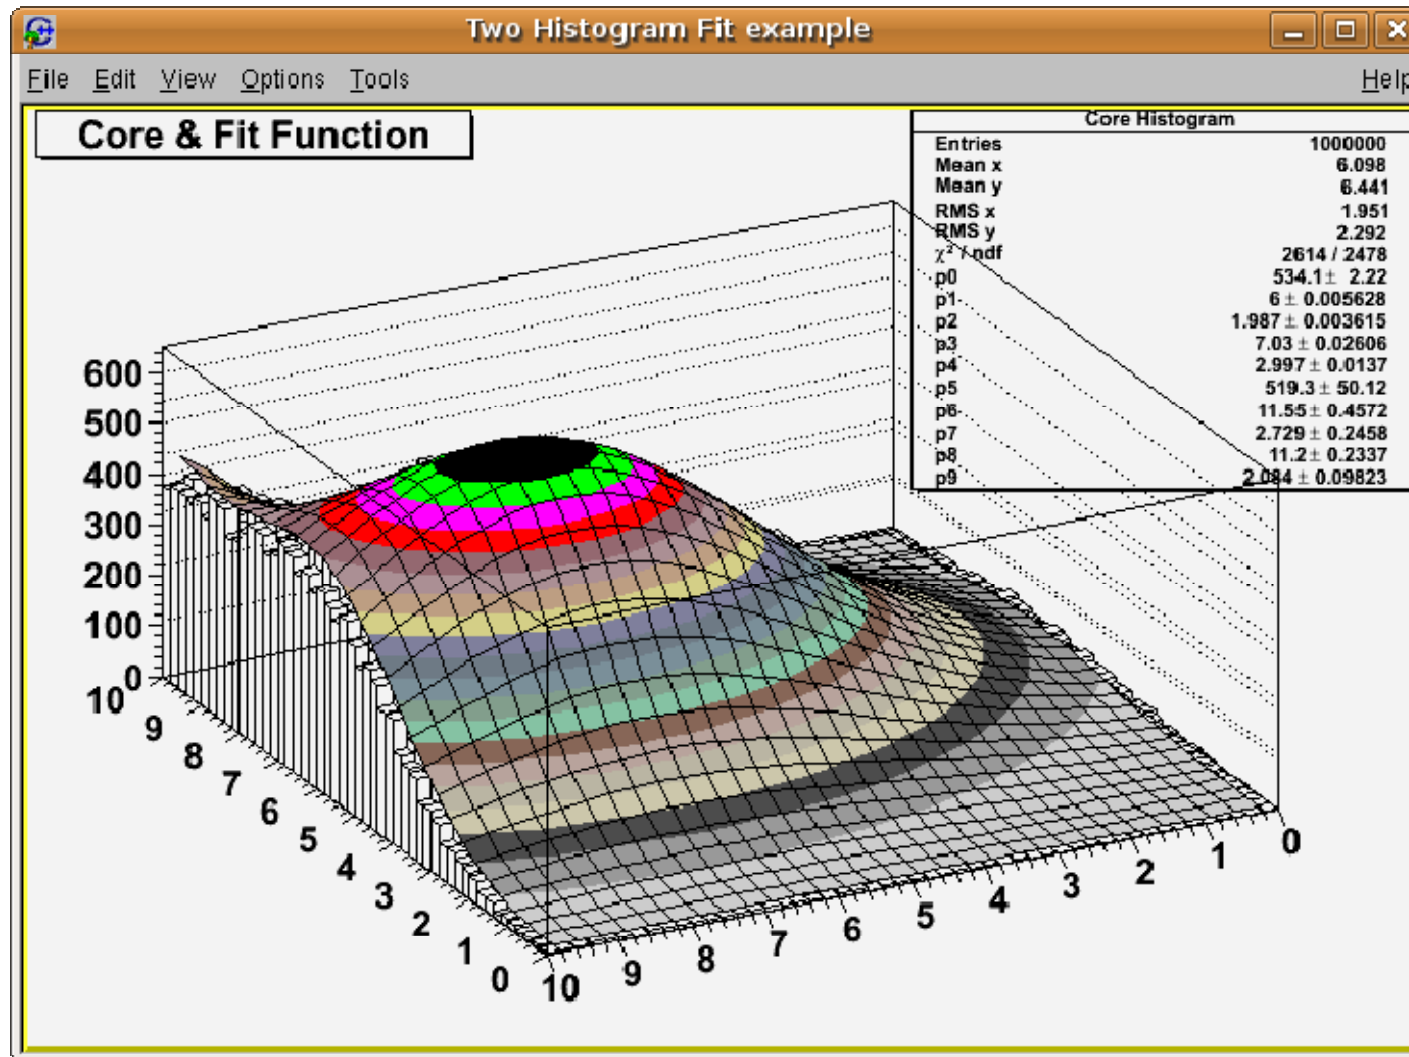 Two Histogram Fit example
File Edit View Options Tools Help
Core & Fit Function
Core Histogram
Entries 1000000
Mean x 6.098
Mean y 6.441
RMS x 1.951
RMS y 2.292
χ² / ndf 2614 / 2478
p0 534.1 ± 2.22
p1 6 ± 0.005628
p2 1.987 ± 0.003615
p3 7.03 ± 0.02606
p4 2.997 ± 0.0137
p5 519.3 ± 50.12
p6 11.55 ± 0.4572
p7 2.729 ± 0.2458
p8 11.2 ± 0.2337
p9 2.084 ± 0.09823
600
500
400
300
200
100
0
10 9 8 7 6 5 4 3 2 1 0
10 9 8 7 6 5 4 3 2 1 0